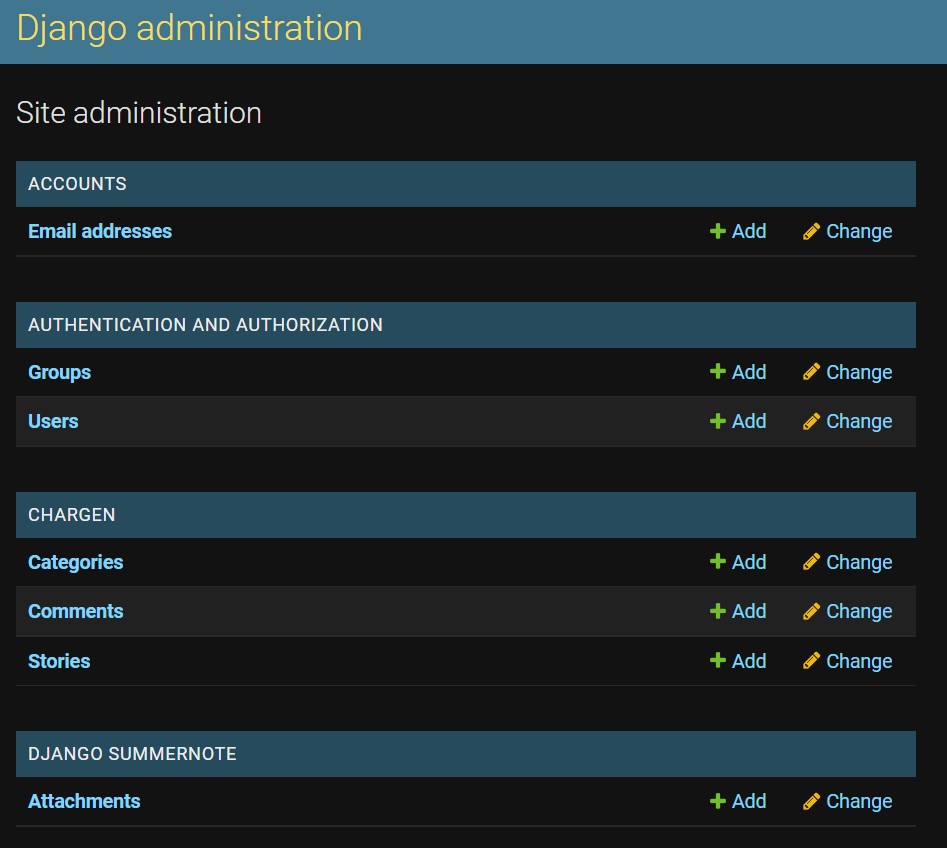 Django administration
Site administration
ACCOUNTS
Email addresses Add Change
AUTHENTICATION AND AUTHORIZATION
Groups Add Change
Users Add Change
CHARGEN
Categories Add Change
Comments Add Change
Stories Add Change
DJANGO SUMMERNOTE
Attachments Add Change